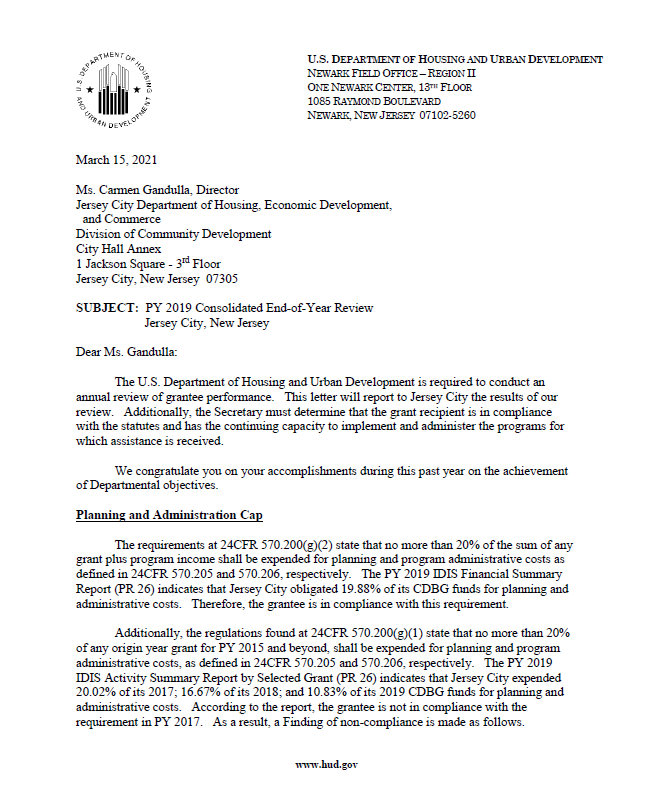 U.S. DEPARTMENT OF HOUSING AND URBAN DEVELOPMENT
U.S. DEPARTMENT OF HOUSING AND URBAN DEVELOPMENT
NEWARK FIELD OFFICE – REGION II
ONE NEWARK CENTER, 13TH FLOOR
1085 RAYMOND BOULEVARD
NEWARK, NEW JERSEY 07102-5260
March 15, 2021
Ms. Carmen Gandulla, Director
Jersey City Department of Housing, Economic Development,
and Commerce
Division of Community Development
City Hall Annex
1 Jackson Square - 3rd Floor
Jersey City, New Jersey 07305
SUBJECT: PY 2019 Consolidated End-of-Year Review
Jersey City, New Jersey
Dear Ms. Gandulla:
The U.S. Department of Housing and Urban Development is required to conduct an
annual review of grantee performance. This letter will report to Jersey City the results of our
review. Additionally, the Secretary must determine that the grant recipient is in compliance
with the statutes and has the continuing capacity to implement and administer the programs for
which assistance is received.
We congratulate you on your accomplishments during this past year on the achievement
of Departmental objectives.
Planning and Administration Cap
The requirements at 24CFR 570.200(g)(2) state that no more than 20% of the sum of any
grant plus program income shall be expended for planning and program administrative costs as
defined in 24CFR 570.205 and 570.206, respectively. The PY 2019 IDIS Financial Summary
Report (PR 26) indicates that Jersey City obligated 19.88% of its CDBG funds for planning and
administrative costs. Therefore, the grantee is in compliance with this requirement.
Additionally, the regulations found at 24CFR 570.200(g)(1) state that no more than 20%
of any origin year grant for PY 2015 and beyond, shall be expended for planning and program
administrative costs, as defined in 24CFR 570.205 and 570.206, respectively. The PY 2019
IDIS Activity Summary Report by Selected Grant (PR 26) indicates that Jersey City expended
20.02% of its 2017; 16.67% of its 2018; and 10.83% of its 2019 CDBG funds for planning and
administrative costs. According to the report, the grantee is not in compliance with the
requirement in PY 2017. As a result, a Finding of non-compliance is made as follows.
www.hud.gov